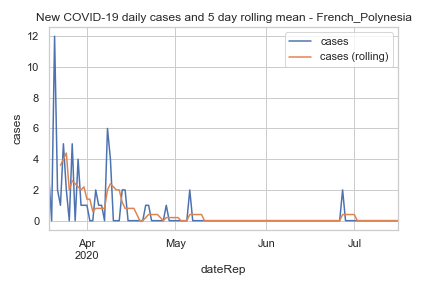 New COVID-19 daily cases and 5 day rolling mean - French_Polynesia
cases
cases (rolling)
12
10
8
6
4
2
0
cases
Apr
2020
May
Jun
Jul
dateRep